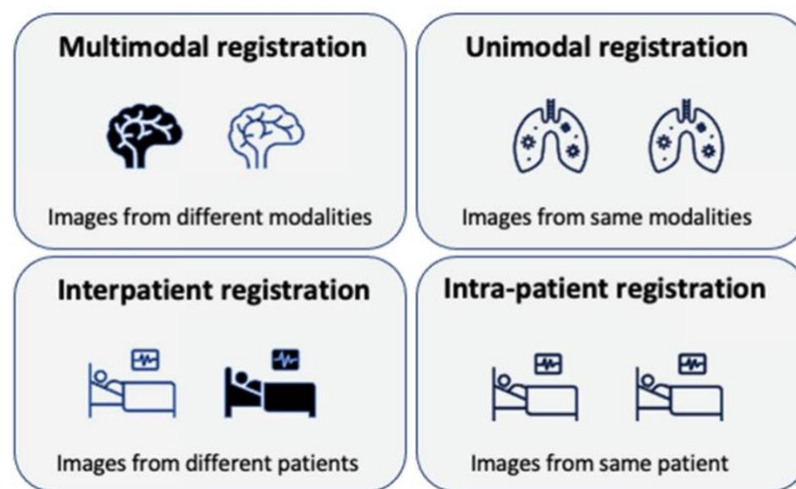 Multimodal registration
Images from different modalities
Unimodal registration
Images from same modalities
Interpatient registration
Images from different patients
Intra-patient registration
Images from same patient